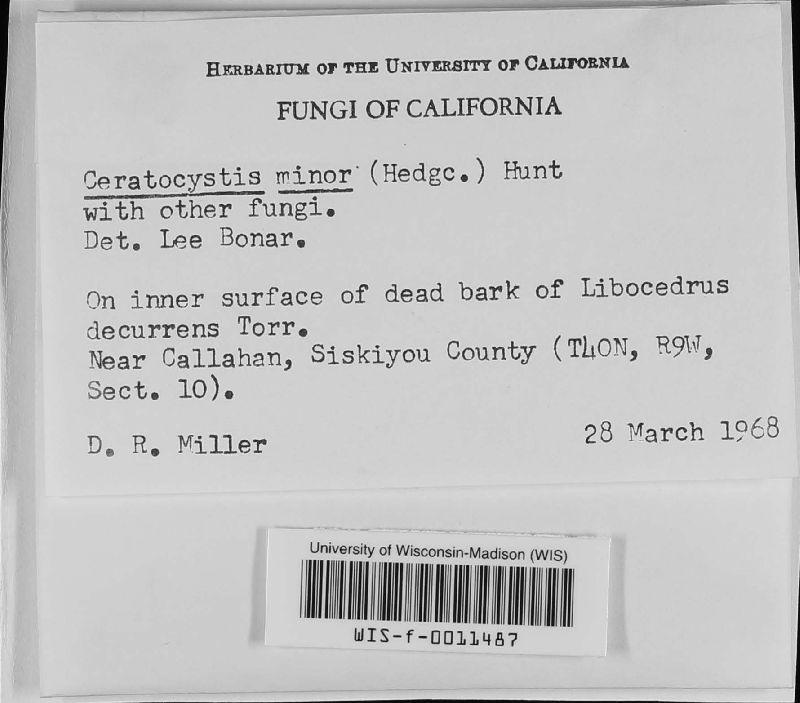 HERBARIUM OF THE UNIVERSITY OF CALIFORNIA
FUNGI OF CALIFORNIA
Ceratocystis minor (Hedgc.) Hunt
with other fungi.
Det. Lee Bonar.
On inner surface of dead bark of Libocedrus
decurrens Torr.
Near Callahan, Siskiyou County (T40N, R9W,
Sect. 10).
D. R. Miller 28 March 1968
University of Wisconsin-Madison (WIS)
WIS-f-0011487